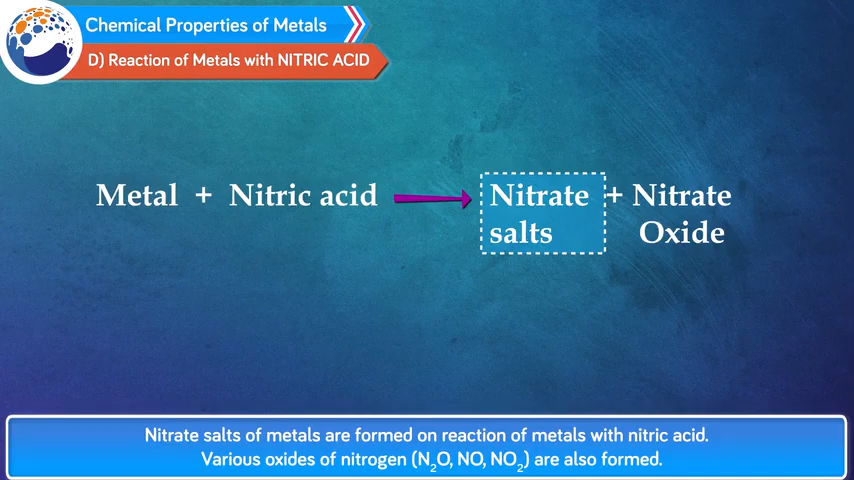 Chemical Properties of Metals
D) Reaction of Metals with NITRIC ACID
Metal + Nitric acid → Nitrate + Nitrate
salts Oxide
Nitrate salts of metals are formed on reaction of metals with nitric acid.
Various oxides of nitrogen (N₂O, NO, NO₂) are also formed.